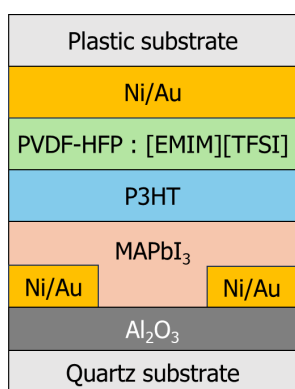 Plastic substrate
Ni/Au
PVDF-HFP : [EMIM][TFSI]
P3HT
MAPbI₃
Ni/Au Ni/Au
Al₂O₃
Quartz substrate